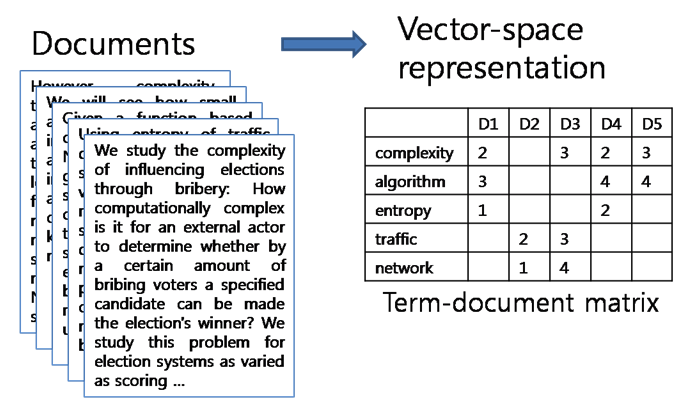 Documents
Vector-space
representation
However complexity
We will see how small
Given a function based
Using entropy of traffic
We study the complexity
of influencing elections
through bribery: How
computationally complex
is it for an external actor
to determine whether by
a certain amount of
bribing voters a specified
candidate can be made
the election's winner? We
study this problem for
election systems as varied
as scoring ...
D1 D2 D3 D4 D5
complexity 2 3 2 3
algorithm 3 4 4
entropy 1 2
traffic 2 3
network 1 4
Term-document matrix